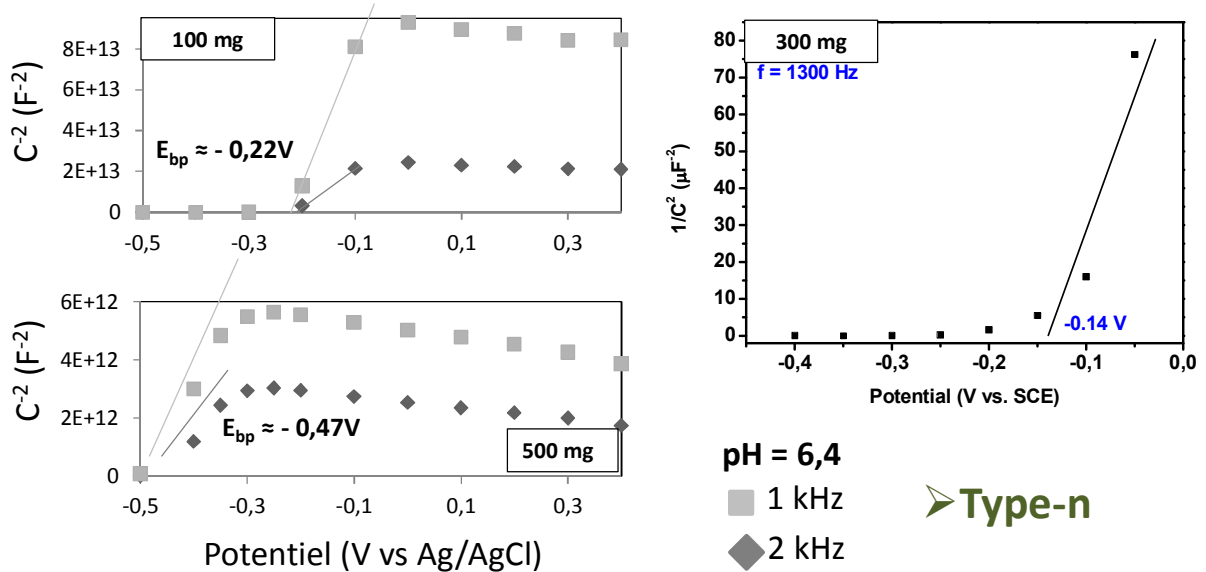 100 mg
C⁻² (F⁻²)
8E+13
6E+13
4E+13
2E+13
0
E_bp ≈ - 0,22V
-0,5
-0,3
-0,1
0,1
0,3
C⁻² (F⁻²)
6E+12
4E+12
2E+12
0
E_bp ≈ - 0,47V
500 mg
-0,5
-0,3
-0,1
0,1
0,3
Potentiel (V vs Ag/AgCl)
300 mg
f = 1300 Hz
1/C² (µF⁻²)
80
70
60
50
40
30
20
10
0
-0.14 V
-0,4
-0,3
-0,2
-0,1
0,0
Potential (V vs. SCE)
pH = 6,4
1 kHz
2 kHz
➢Type-n